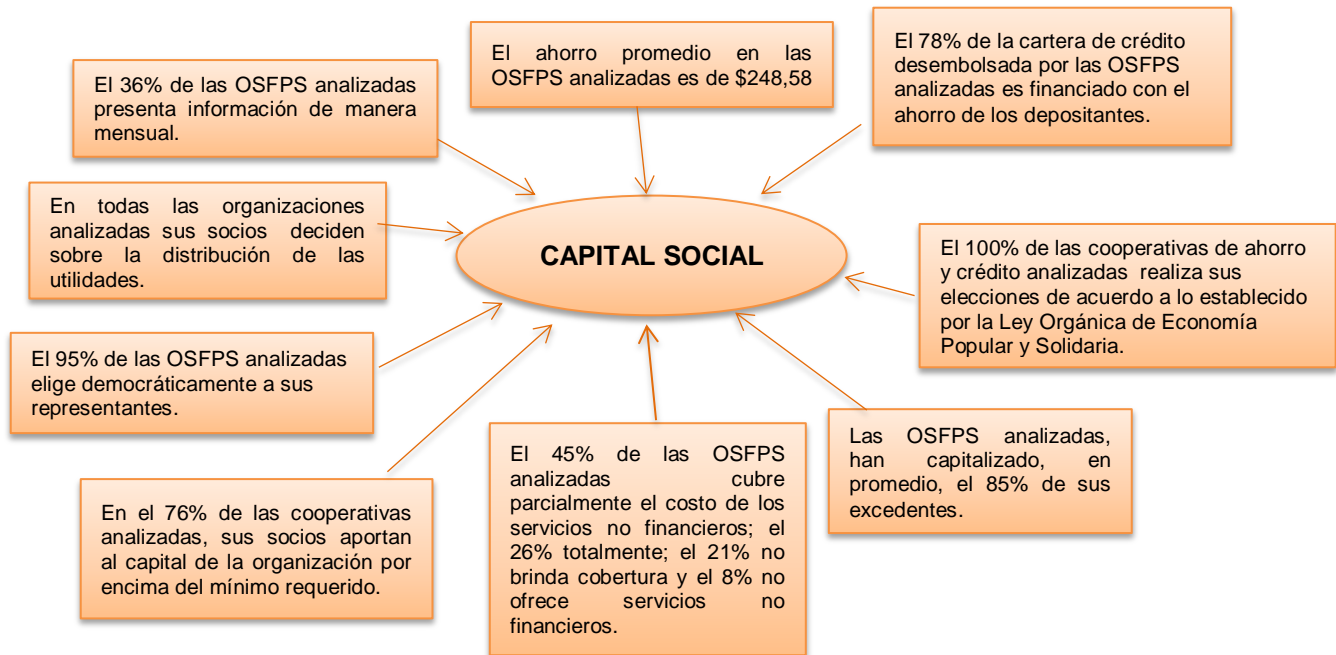 El 36% de las OSFPS analizadas
presenta información de manera
mensual.
El ahorro promedio en las
OSFPS analizadas es de $248,58
El 78% de la cartera de crédito
desembolsada por las OSFPS
analizadas es financiado con el
ahorro de los depositantes.
En todas las organizaciones
analizadas sus socios deciden
sobre la distribución de las
utilidades.
CAPITAL SOCIAL
El 100% de las cooperativas de ahorro
y crédito analizadas realiza sus
elecciones de acuerdo a lo establecido
por la Ley Orgánica de Economía
Popular y Solidaria.
El 95% de las OSFPS analizadas
elige democráticamente a sus
representantes.
En el 76% de las cooperativas
analizadas, sus socios aportan
al capital de la organización por
encima del mínimo requerido.
El 45% de las OSFPS
analizadas cubre
parcialmente el costo de los
servicios no financieros; el
26% totalmente; el 21% no
brinda cobertura y el 8% no
ofrece servicios no
financieros.
Las OSFPS analizadas,
han capitalizado, en
promedio, el 85% de sus
excedentes.